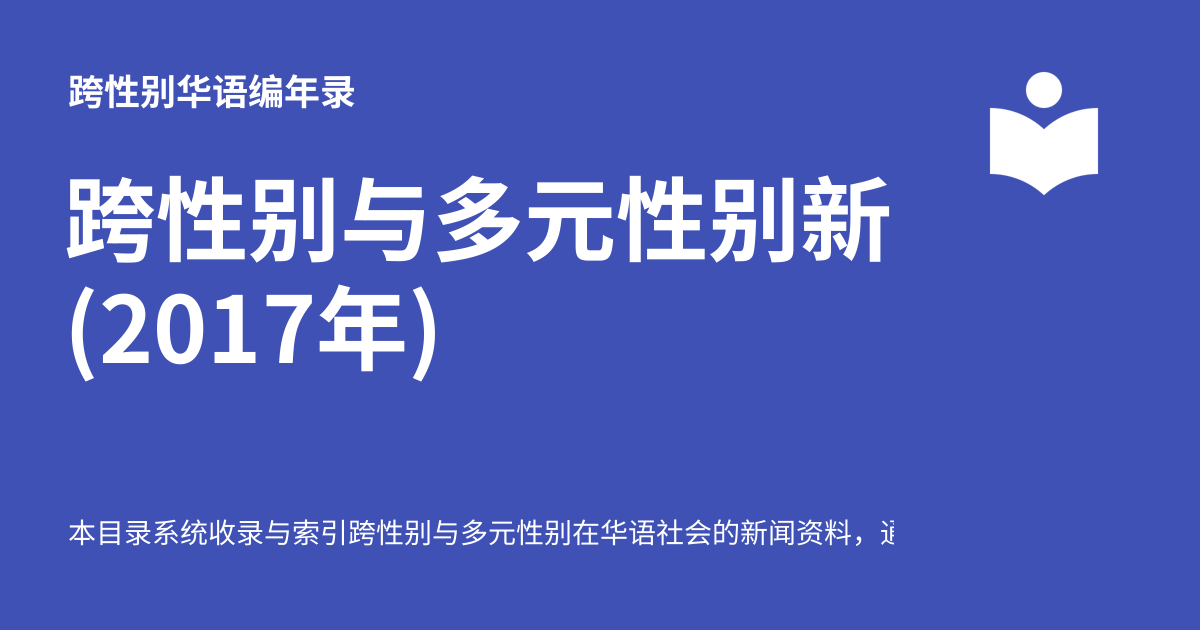 跨性别华语编年录
跨性别与多元性别新
(2017年)
本目录系统收录与索引跨性别与多元性别在华语社会的新闻资料，